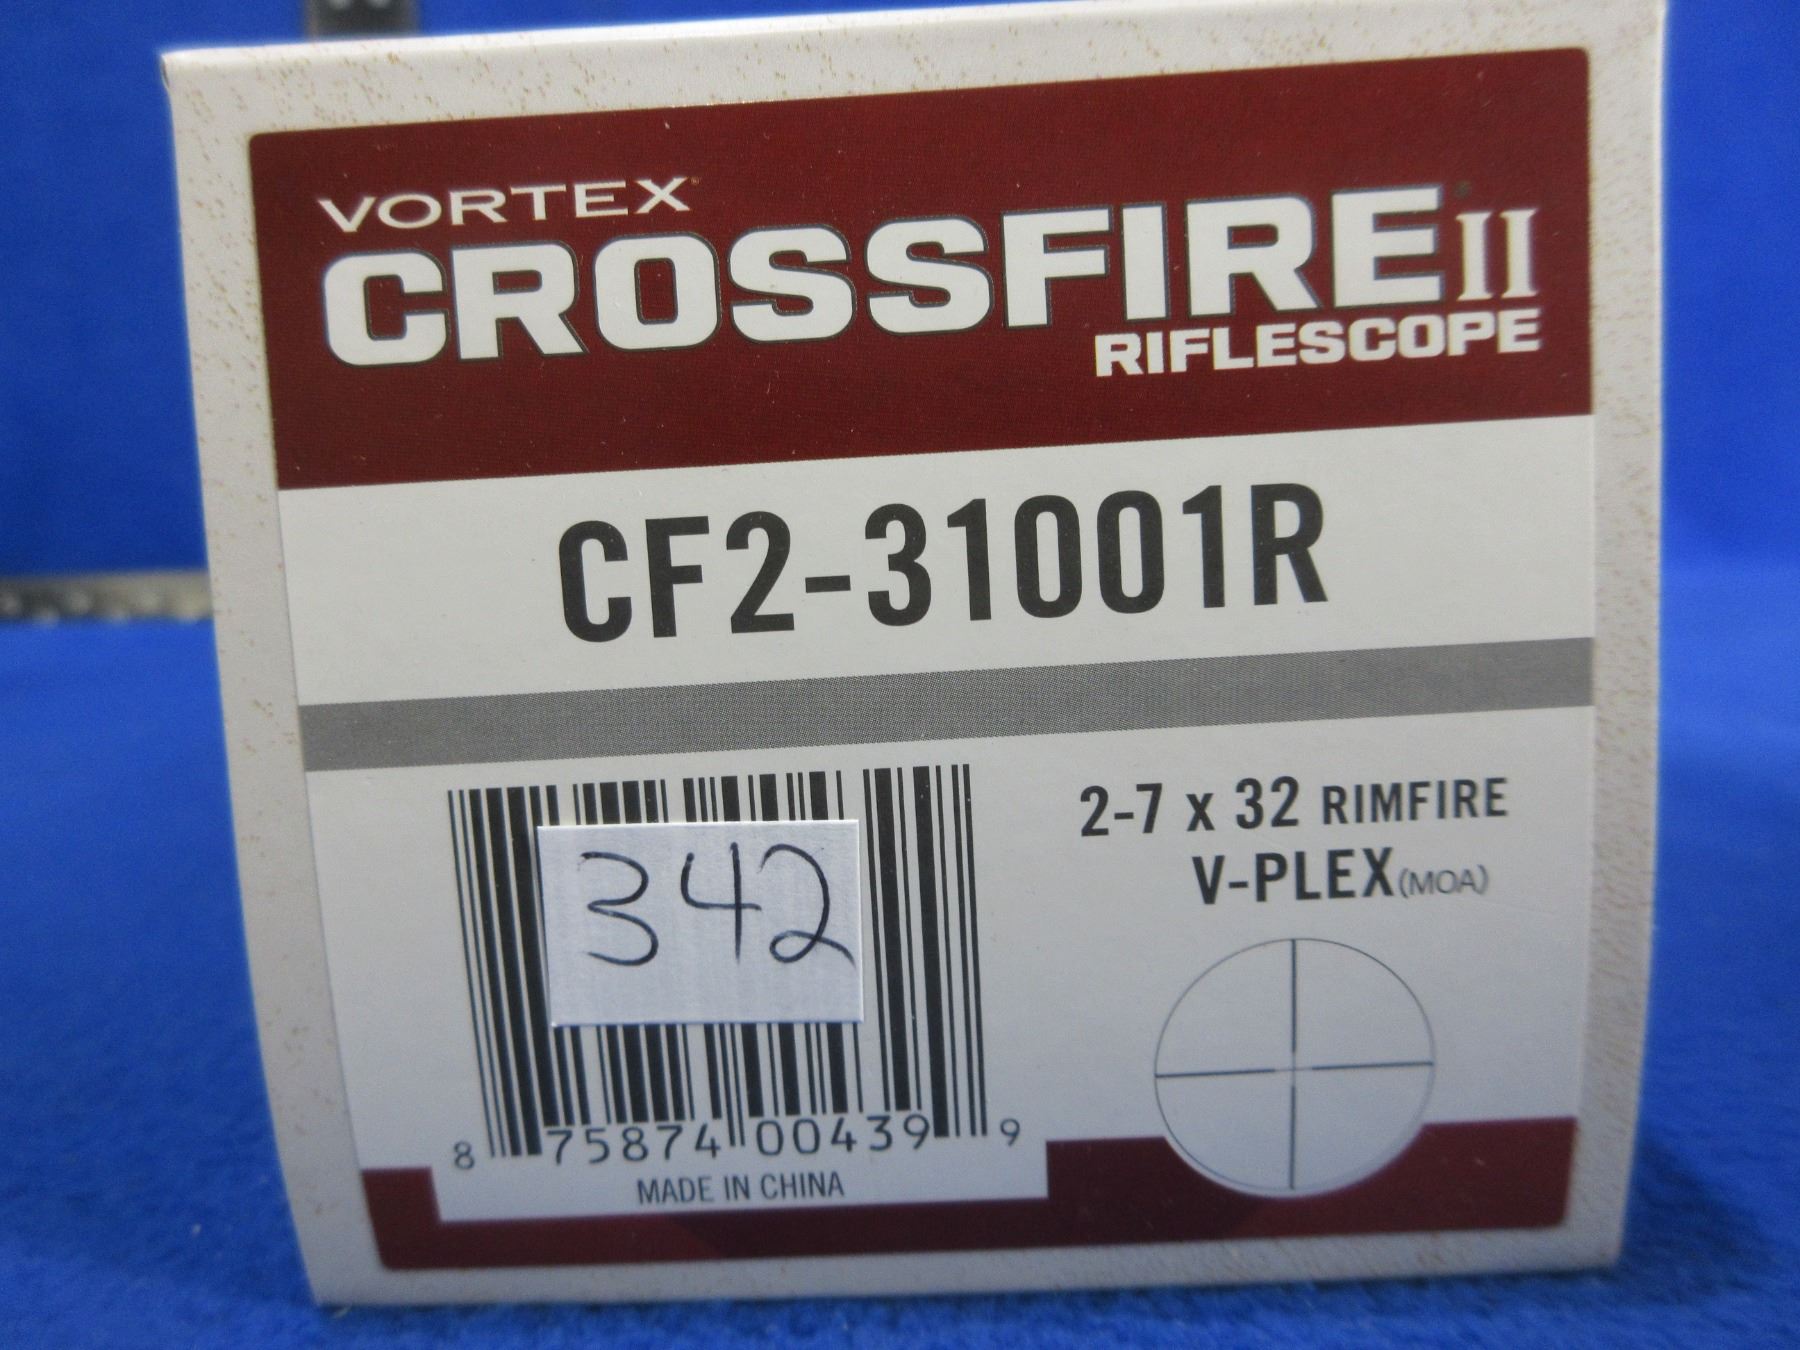 VORTEX
CROSSFIRE II
RIFLESCOPE
CF2-31001R
2-7 x 32 RIMFIRE
V-PLEX (MOA)
342
8 75874 00439 9
MADE IN CHINA